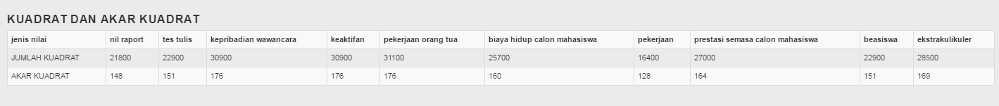 KUADRAT DAN AKAR KUADRAT
jenis nilai nil raport tes tulis kepribadian wawancara keaktifan pekerjaan orang tua biaya hidup calon mahasiswa pekerjaan prestasi semasa calon mahasiswa beasiswa ekstrakulikuler
JUMLAH KUADRAT 21800 22900 30900 30900 31100 25700 16400 27000 22900 28500
AKAR KUADRAT 148 151 176 176 176 160 128 164 151 169